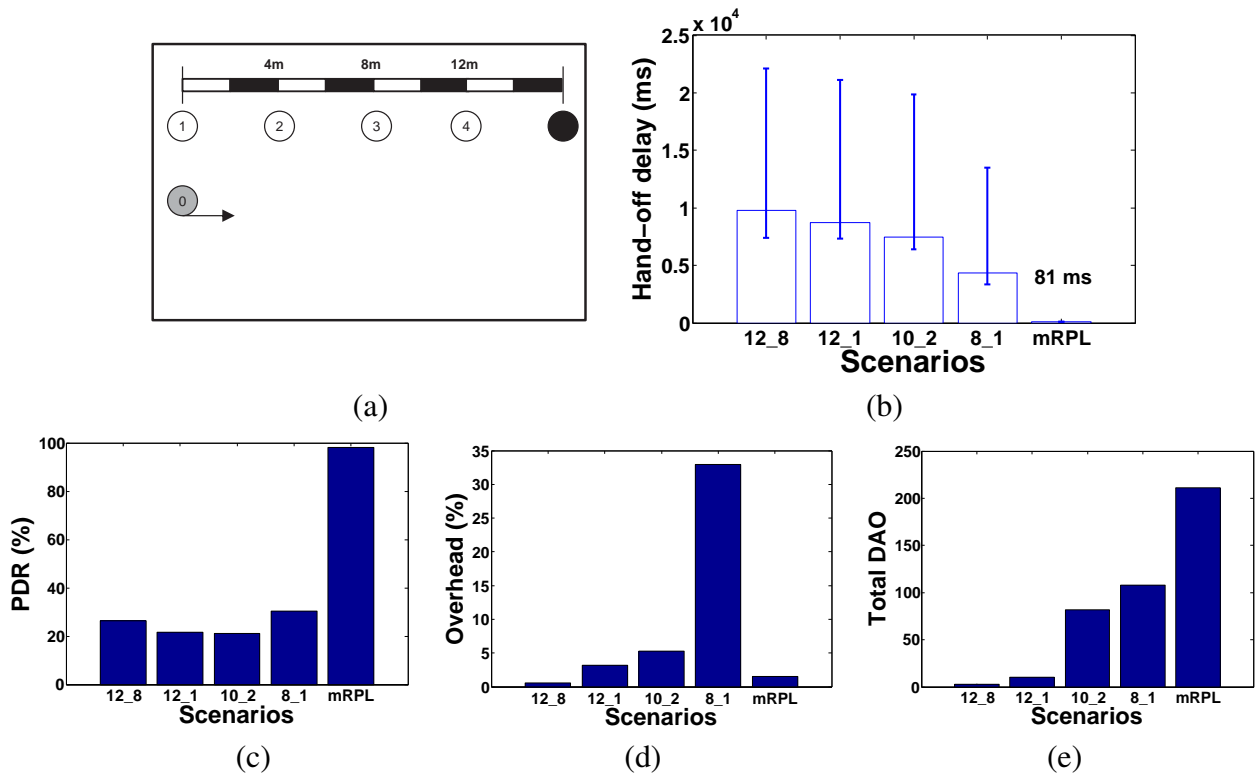 4m 8m 12m
1 2 3 4
0
(a)
x 10^4
2.5
2
1.5
1
0.5
0
Hand−off delay (ms)
81 ms
12_8 12_1 10_2 8_1 mRPL
Scenarios
(b)
100
80
60
40
20
0
PDR (%)
12_8 12_1 10_2 8_1 mRPL
Scenarios
(c)
35
30
25
20
15
10
5
0
Overhead (%)
12_8 12_1 10_2 8_1 mRPL
Scenarios
(d)
250
200
150
100
50
0
Total DAO
12_8 12_1 10_2 8_1 mRPL
Scenarios
(e)